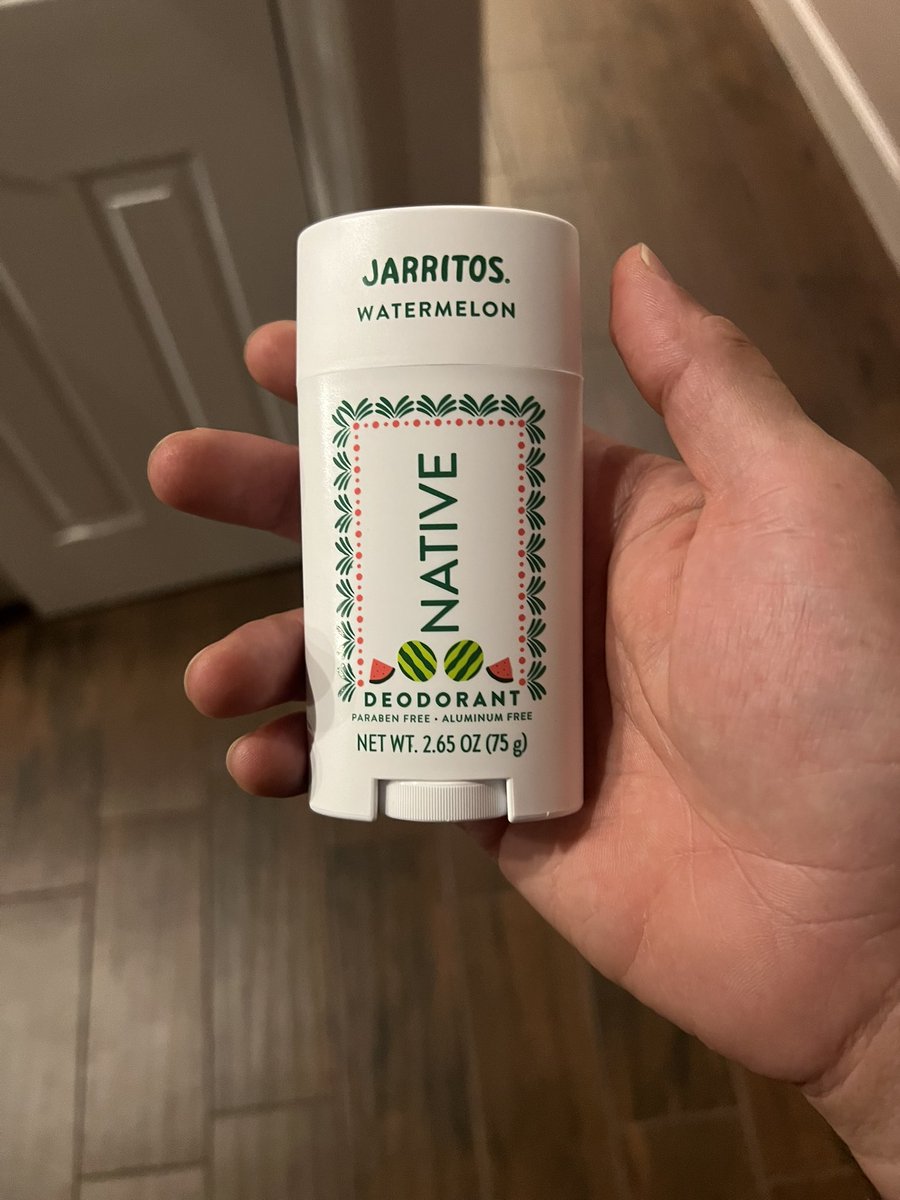 JARRITOS.
WATERMELON
NATIVE
DEODORANT
PARABEN FREE • ALUMINUM FREE
NET WT. 2.65 OZ (75 g)